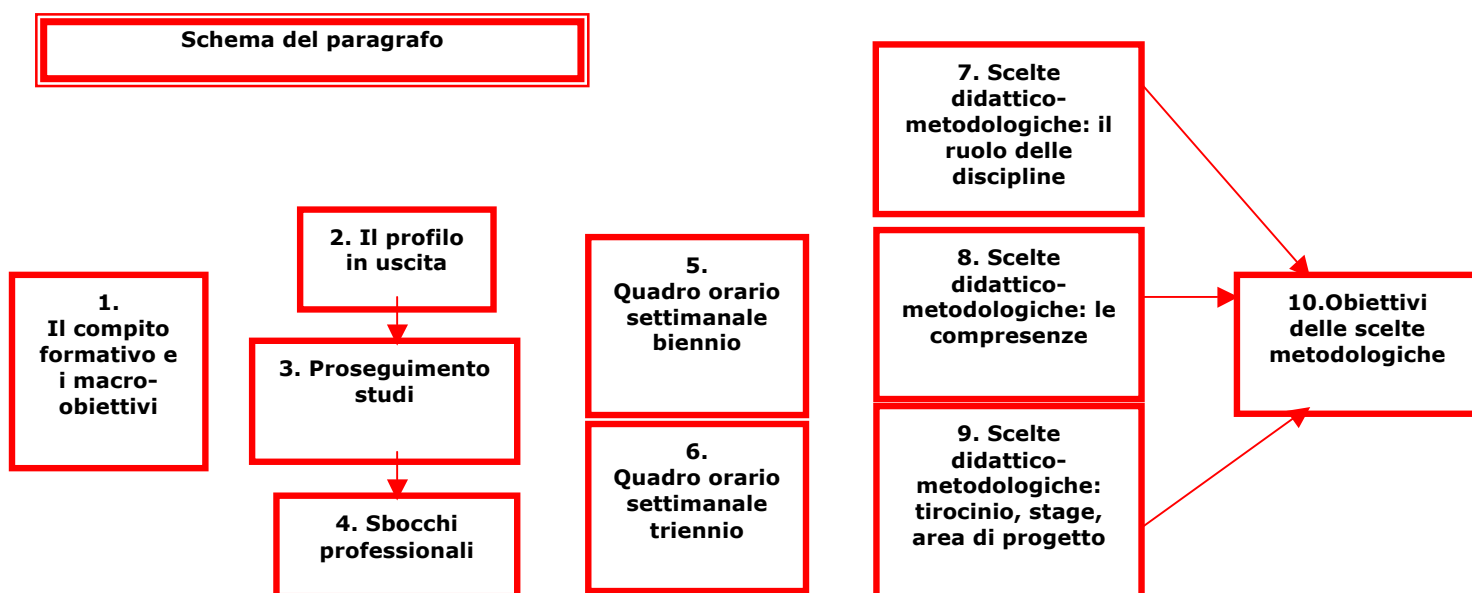 Schema del paragrafo
1.
Il compito
formativo e
i macro-
obiettivi
2. Il profilo
in uscita
3. Proseguimento
studi
4. Sbocchi
professionali
5.
Quadro orario
settimanale
biennio
6.
Quadro orario
settimanale
triennio
7. Scelte
didattico-
metodologiche: il
ruolo delle
discipline
8. Scelte
didattico-
metodologiche: le
compresenze
9. Scelte
didattico-
metodologiche:
tirocinio, stage,
area di progetto
10.Obiettivi
delle scelte
metodologiche